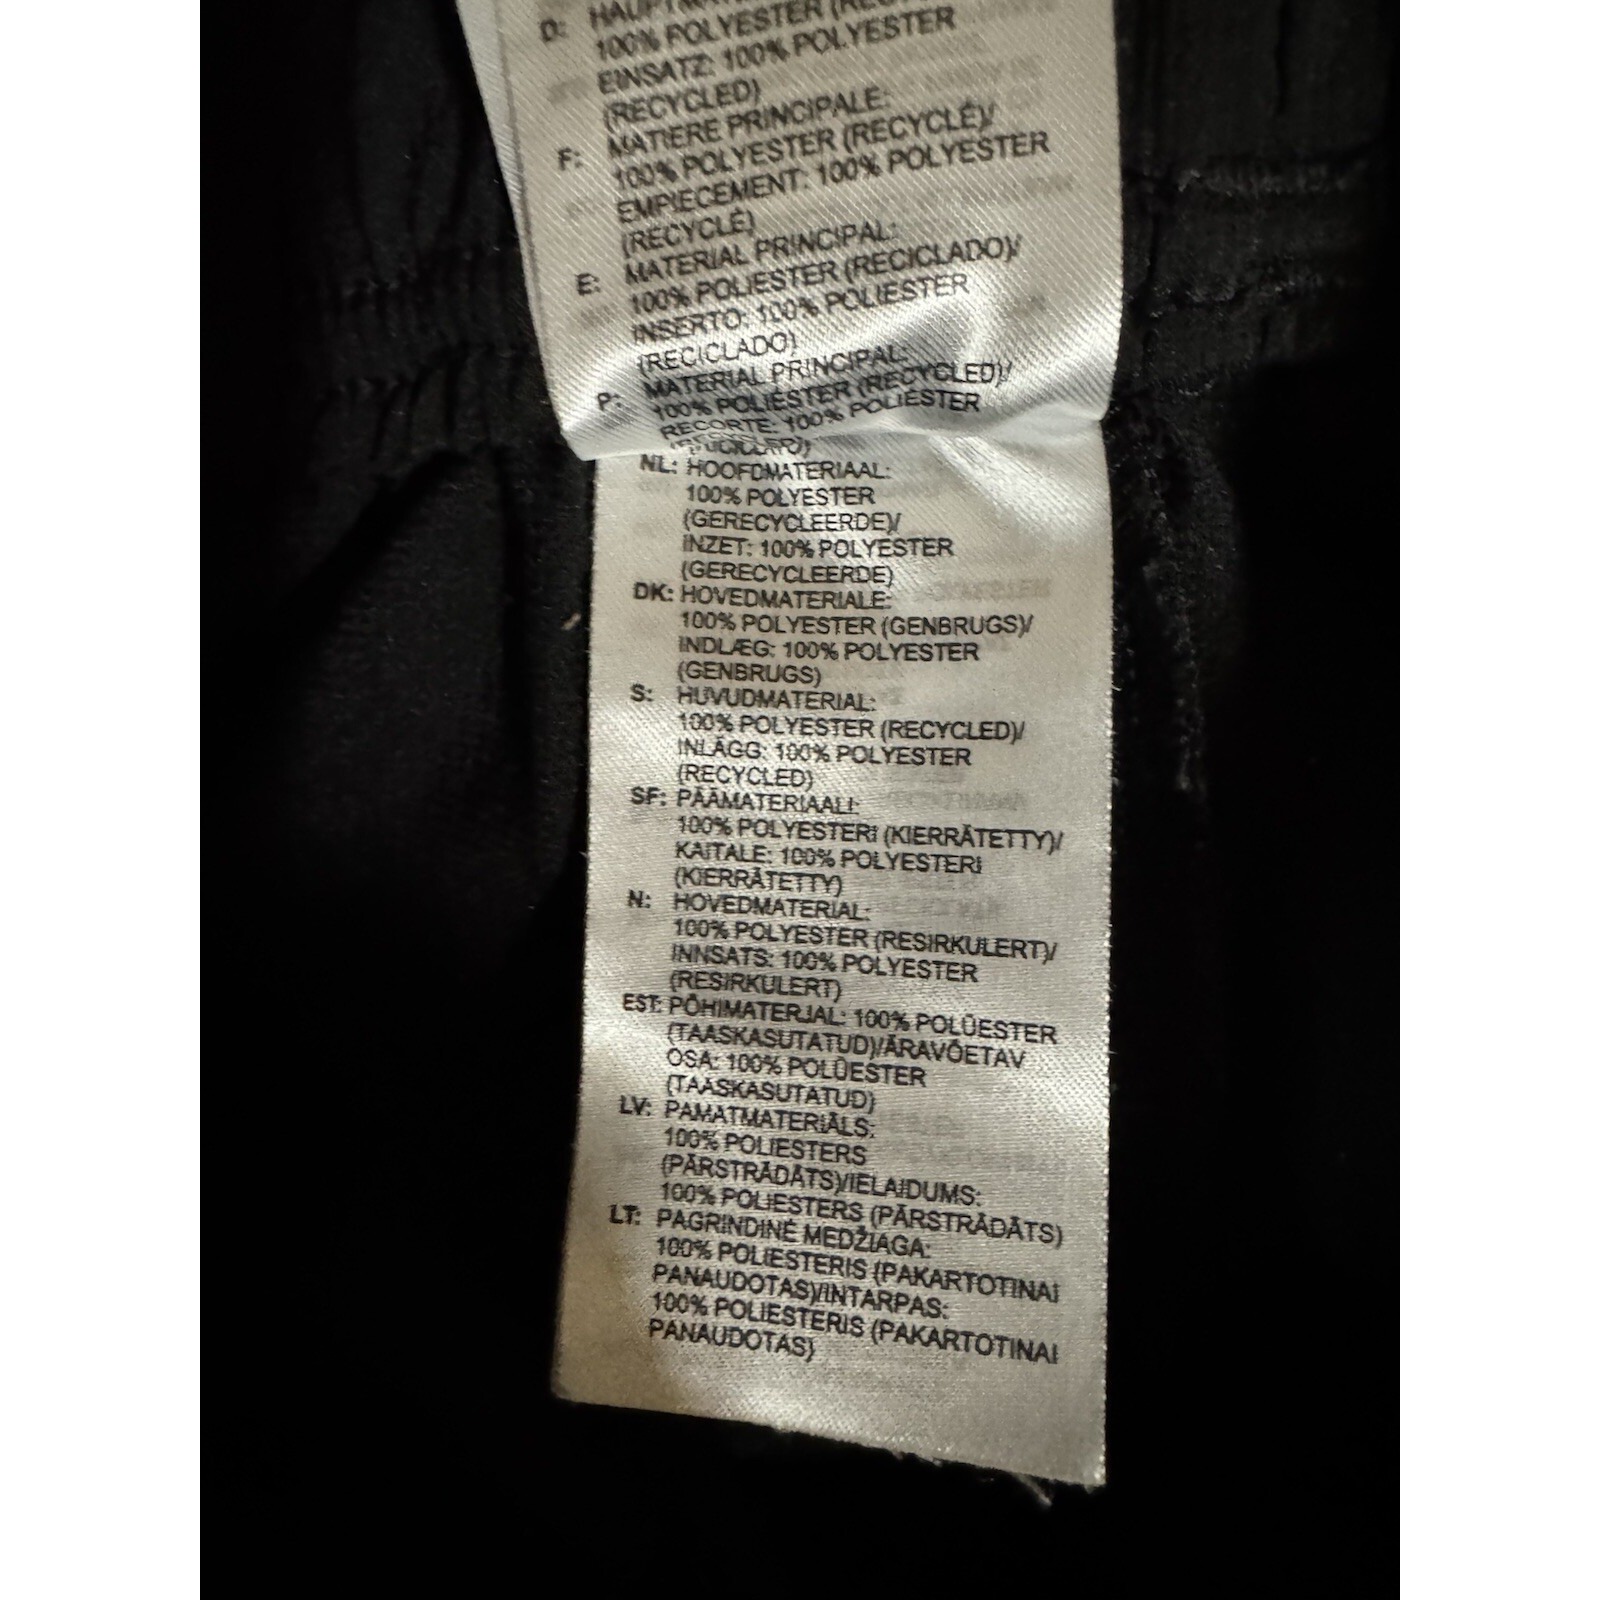 D: HAUPTMATERIAL:
100% POLYESTER
EINSATZ: 100% POLYESTER
(RECYCLED)
F: MATIERE PRINCIPALE:
100% POLYESTER (RECYCLÉ)/
EMPIECEMENT: 100% POLYESTER
(RECYCLÉ)
E: MATERIAL PRINCIPAL:
100% POLIESTER (RECICLADO)/
INSERTO: 100% POLIESTER
(RECICLADO)
P: MATERIAL PRINCIPAL:
100% POLIÉSTER (RECYCLED)/
RECORTE: 100% POLIÉSTER
NL: HOOFDMATERIAAL:
100% POLYESTER
(GERECYCLEERDE)/
INZET: 100% POLYESTER
(GERECYCLEERDE)
DK: HOVEDMATERIALE:
100% POLYESTER (GENBRUGS)/
INDLÆG: 100% POLYESTER
(GENBRUGS)
S: HUVUDMATERIAL:
100% POLYESTER (RECYCLED)/
INLÄGG: 100% POLYESTER
(RECYCLED)
SF: PÄÄMATERIAALI:
100% POLYESTERI (KIERRÄTETTY)/
KAITALE: 100% POLYESTERI
(KIERRÄTETTY)
N: HOVEDMATERIAL:
100% POLYESTER (RESIRKULERT)/
INNSATS: 100% POLYESTER
(RESIRKULERT)
EST: PÕHIMATERJAL: 100% POLÜESTER
(TAASKASUTATUD)/ÄRAVÕETAV
OSA: 100% POLÜESTER
(TAASKASUTATUD)
LV: PAMATMATERIĀLS:
100% POLIESTERS
(PĀRSTRĀDĀTS)/IELAIDUMS:
100% POLIESTERS (PĀRSTRĀDĀTS)
LT: PAGRINDINĖ MEDŽIAGA:
100% POLIESTERIS (PAKARTOTINAI
PANAUDOTAS)/INTARPAS:
100% POLIESTERIS (PAKARTOTINAI
PANAUDOTAS)